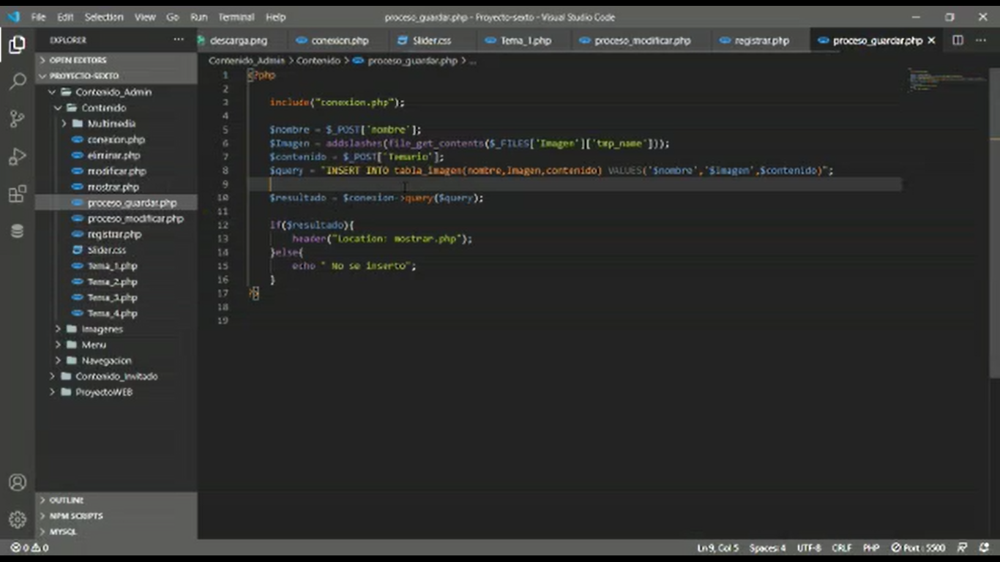 File Edit Selection View Go Run Terminal Help
proceso_guardar.php - Proyecto-sexto - Visual Studio Code
EXPLORER
descarga.png conexion.php Slider.css Tema_1.php proceso_modificar.php registrar.php proceso_guardar.php
OPEN EDITORS
PROYECTO-SEXTO
Contenido_Admin
Contenido
Multimedia
conexion.php
eliminar.php
modificar.php
mostrar.php
proceso_guardar.php
proceso_modificar.php
registrar.php
Slider.css
Tema_1.php
Tema_2.php
Tema_3.php
Tema_4.php
Imagenes
Menu
Navegacion
Contenido_Invitado
ProyectoWEB
OUTLINE
NPM SCRIPTS
MYSQL
Contenido_Admin > Contenido > proceso_guardar.php > ...
1 <?php
2
3 include("conexion.php");
4
5 $nombre = $_POST['nombre'];
6 $Imagen = addslashes(file_get_contents($_FILES['Imagen']['tmp_name']));
7 $contenido = $_POST['Temario'];
8 $query = "INSERT INTO tabla_imagen(nombre,Imagen,contenido) VALUES('$nombre','$Imagen',$contenido)";
9
10 $resultado = $conexion->query($query);
11
12 if($resultado){
13 header("Location: mostrar.php");
14 }else{
15 echo " No se inserto";
16 }
17 ?>
18
19
0 0 Ln 9, Col 5 Spaces: 4 UTF-8 CRLF PHP Port : 5500